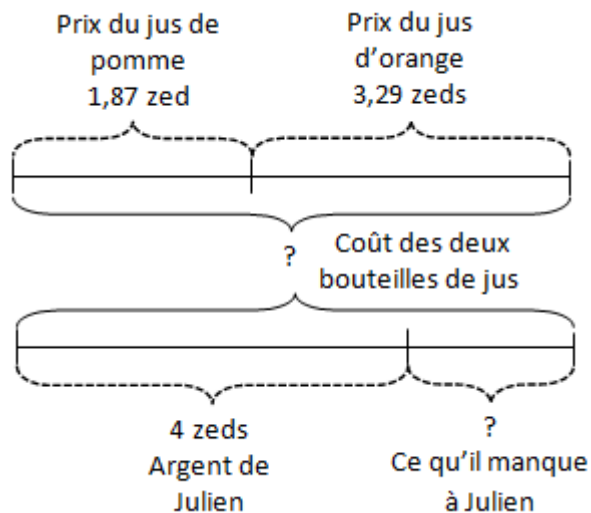 Prix du jus de
pomme
1,87 zed
Prix du jus
d'orange
3,29 zeds
?
Coût des deux
bouteilles de jus
4 zeds
Argent de
Julien
?
Ce qu'il manque
à Julien